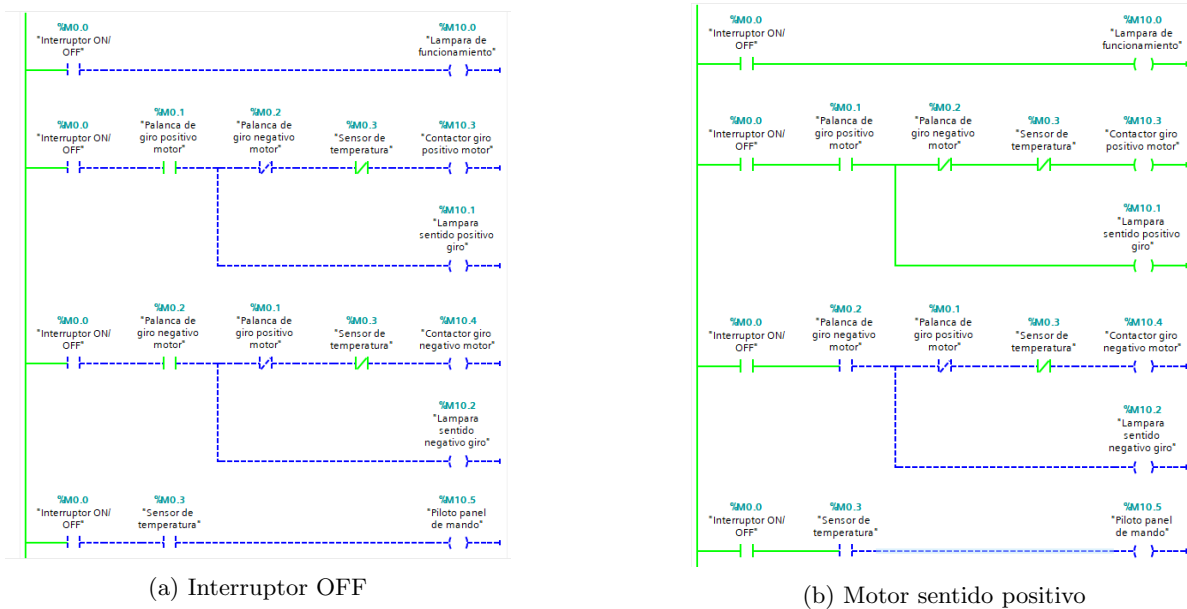 %M0.0
"Interruptor ON/
OFF"
%M10.0
"Lampara de
funcionamiento"
%M0.0
"Interruptor ON/
OFF"
%M0.1
"Palanca de
giro positivo
motor"
%M0.2
"Palanca de
giro negativo
motor"
%M0.3
"Sensor de
temperatura"
%M10.3
"Contactor giro
positivo motor"
%M10.1
"Lampara
sentido positivo
giro"
%M0.0
"Interruptor ON/
OFF"
%M0.2
"Palanca de
giro negativo
motor"
%M0.1
"Palanca de
giro positivo
motor"
%M0.3
"Sensor de
temperatura"
%M10.4
"Contactor giro
negativo motor"
%M10.2
"Lampara
sentido
negativo giro"
%M0.0
"Interruptor ON/
OFF"
%M0.3
"Sensor de
temperatura"
%M10.5
"Piloto panel
de mando"
(a) Interruptor OFF
%M0.0
"Interruptor ON/
OFF"
%M10.0
"Lampara de
funcionamiento"
%M0.0
"Interruptor ON/
OFF"
%M0.1
"Palanca de
giro positivo
motor"
%M0.2
"Palanca de
giro negativo
motor"
%M0.3
"Sensor de
temperatura"
%M10.3
"Contactor giro
positivo motor"
%M10.1
"Lampara
sentido positivo
giro"
%M0.0
"Interruptor ON/
OFF"
%M0.2
"Palanca de
giro negativo
motor"
%M0.1
"Palanca de
giro positivo
motor"
%M0.3
"Sensor de
temperatura"
%M10.4
"Contactor giro
negativo motor"
%M10.2
"Lampara
sentido
negativo giro"
%M0.0
"Interruptor ON/
OFF"
%M0.3
"Sensor de
temperatura"
%M10.5
"Piloto panel
de mando"
(b) Motor sentido positivo